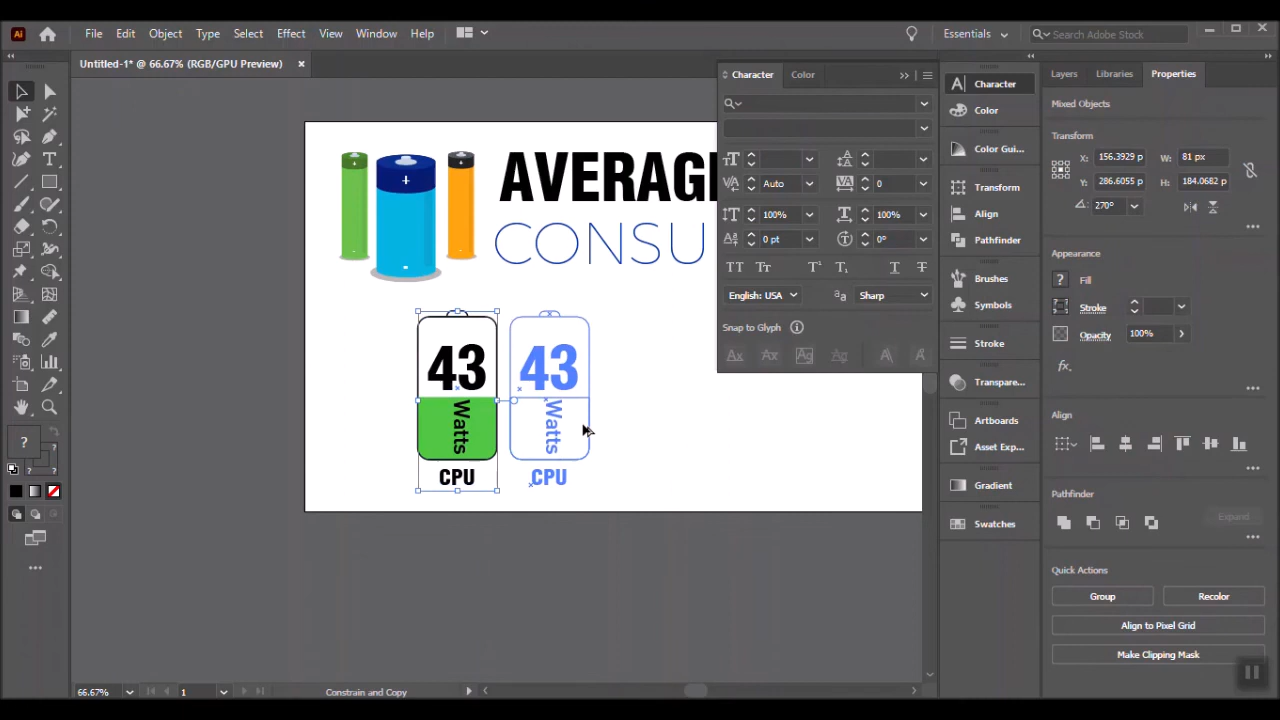 Ai File Edit Object Type Select Effect View Window Help Essentials Search Adobe Stock
Untitled-1* @ 66.67% (RGB/GPU Preview) ×
Character Color
Character
Color
Color Gui...
Transform
Align
Pathfinder
Brushes
Symbols
Stroke
Transpare...
Artboards
Asset Exp...
Gradient
Swatches
Layers Libraries Properties
Mixed Objects
Transform
X: 156.3929 p W: 81 px
Y: 286.6055 p H: 184.0682 p
270°
Appearance
? Fill
Stroke
Opacity 100%
fx.
Align
Pathfinder
Expand
Quick Actions
Group Recolor
Align to Pixel Grid
Make Clipping Mask
Auto 0
100% 100%
0 pt 0°
English: USA Sharp
Snap to Glyph
AVERAG
CONSU
43 43
Watts Watts
CPU CPU
66.67% 1 Constrain and Copy